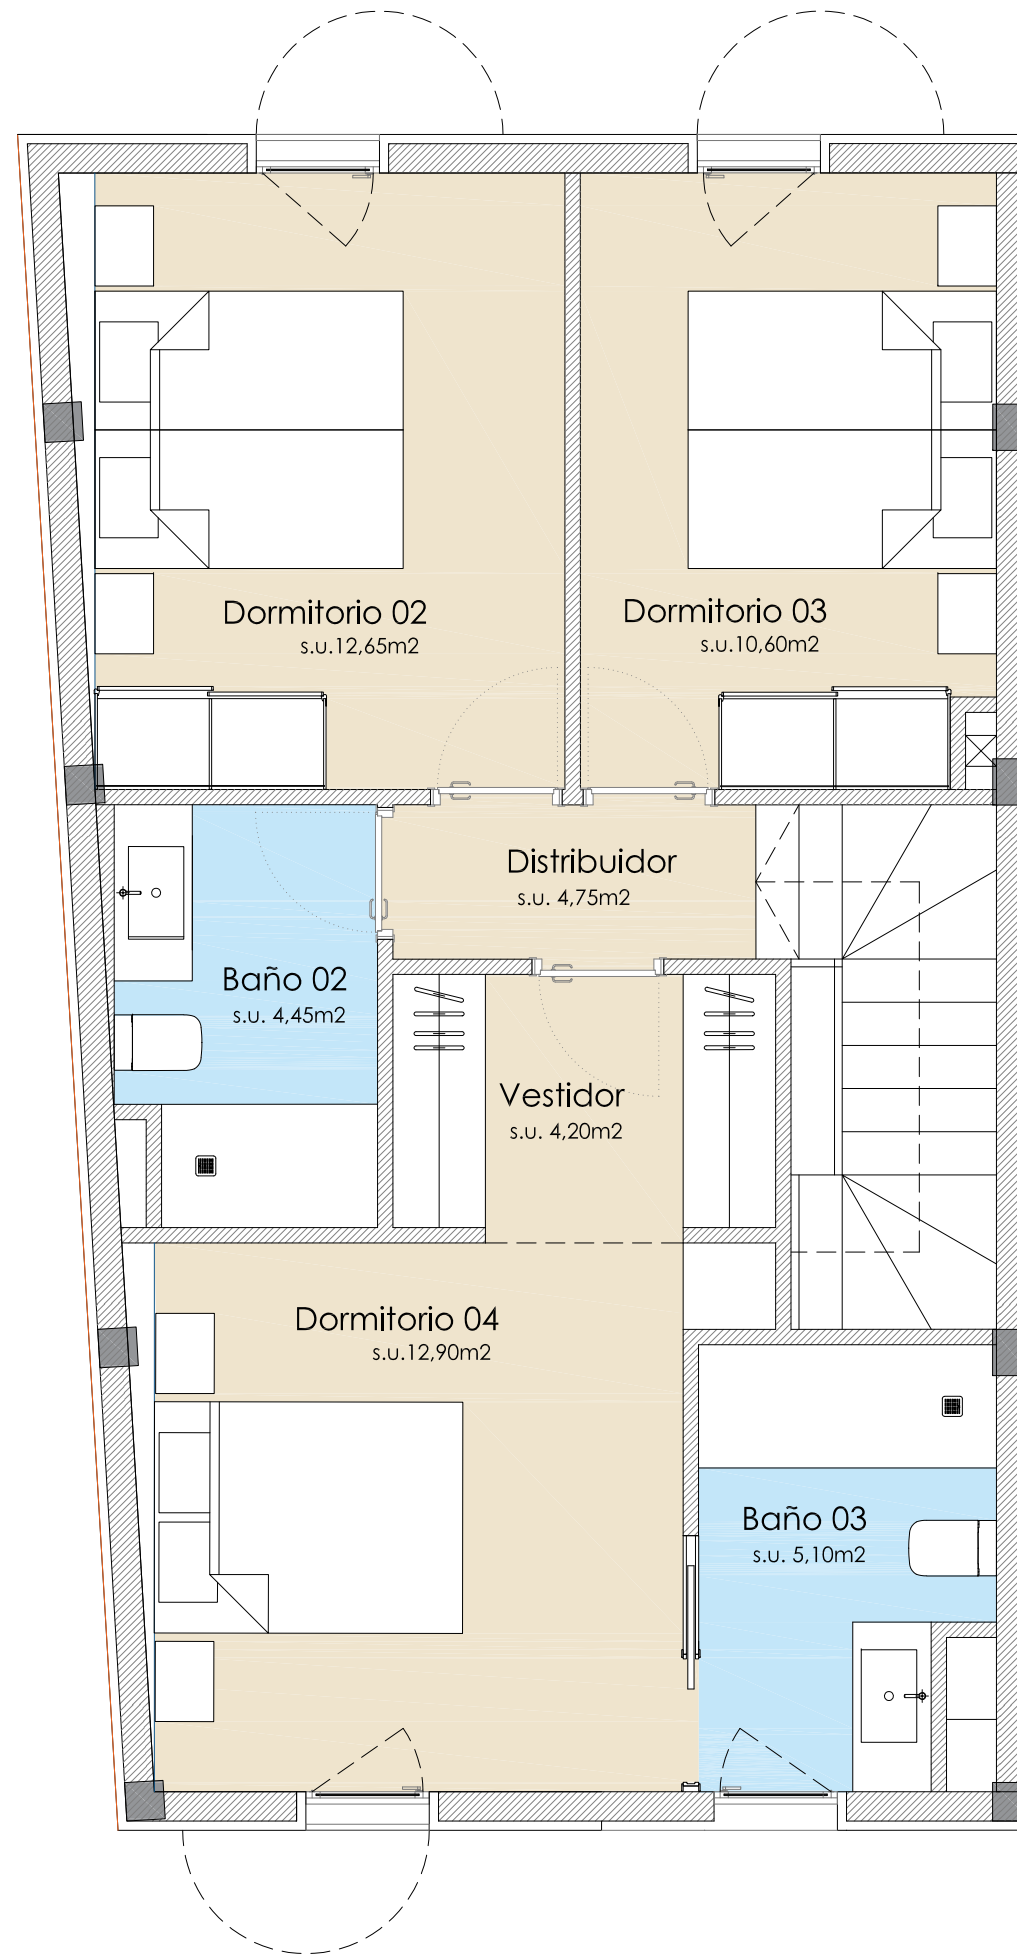 Dormitorio 02
s.u.12,65m2
Dormitorio 03
s.u.10,60m2
Distribuidor
s.u. 4,75m2
Baño 02
s.u. 4,45m2
Vestidor
s.u. 4,20m2
Dormitorio 04
s.u.12,90m2
Baño 03
s.u. 5,10m2